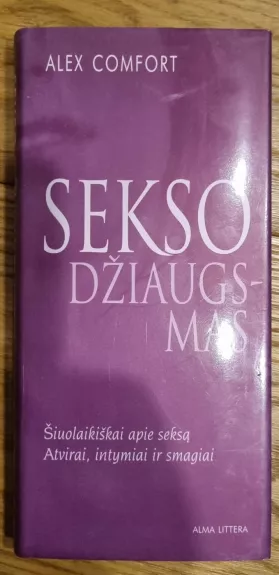 ALEX COMFORT
SEKSO
DŽIAUGS-
MAS
Šiuolaikiškai apie seksą
Atvirai, intymiai ir smagiai
ALMA LITTERA